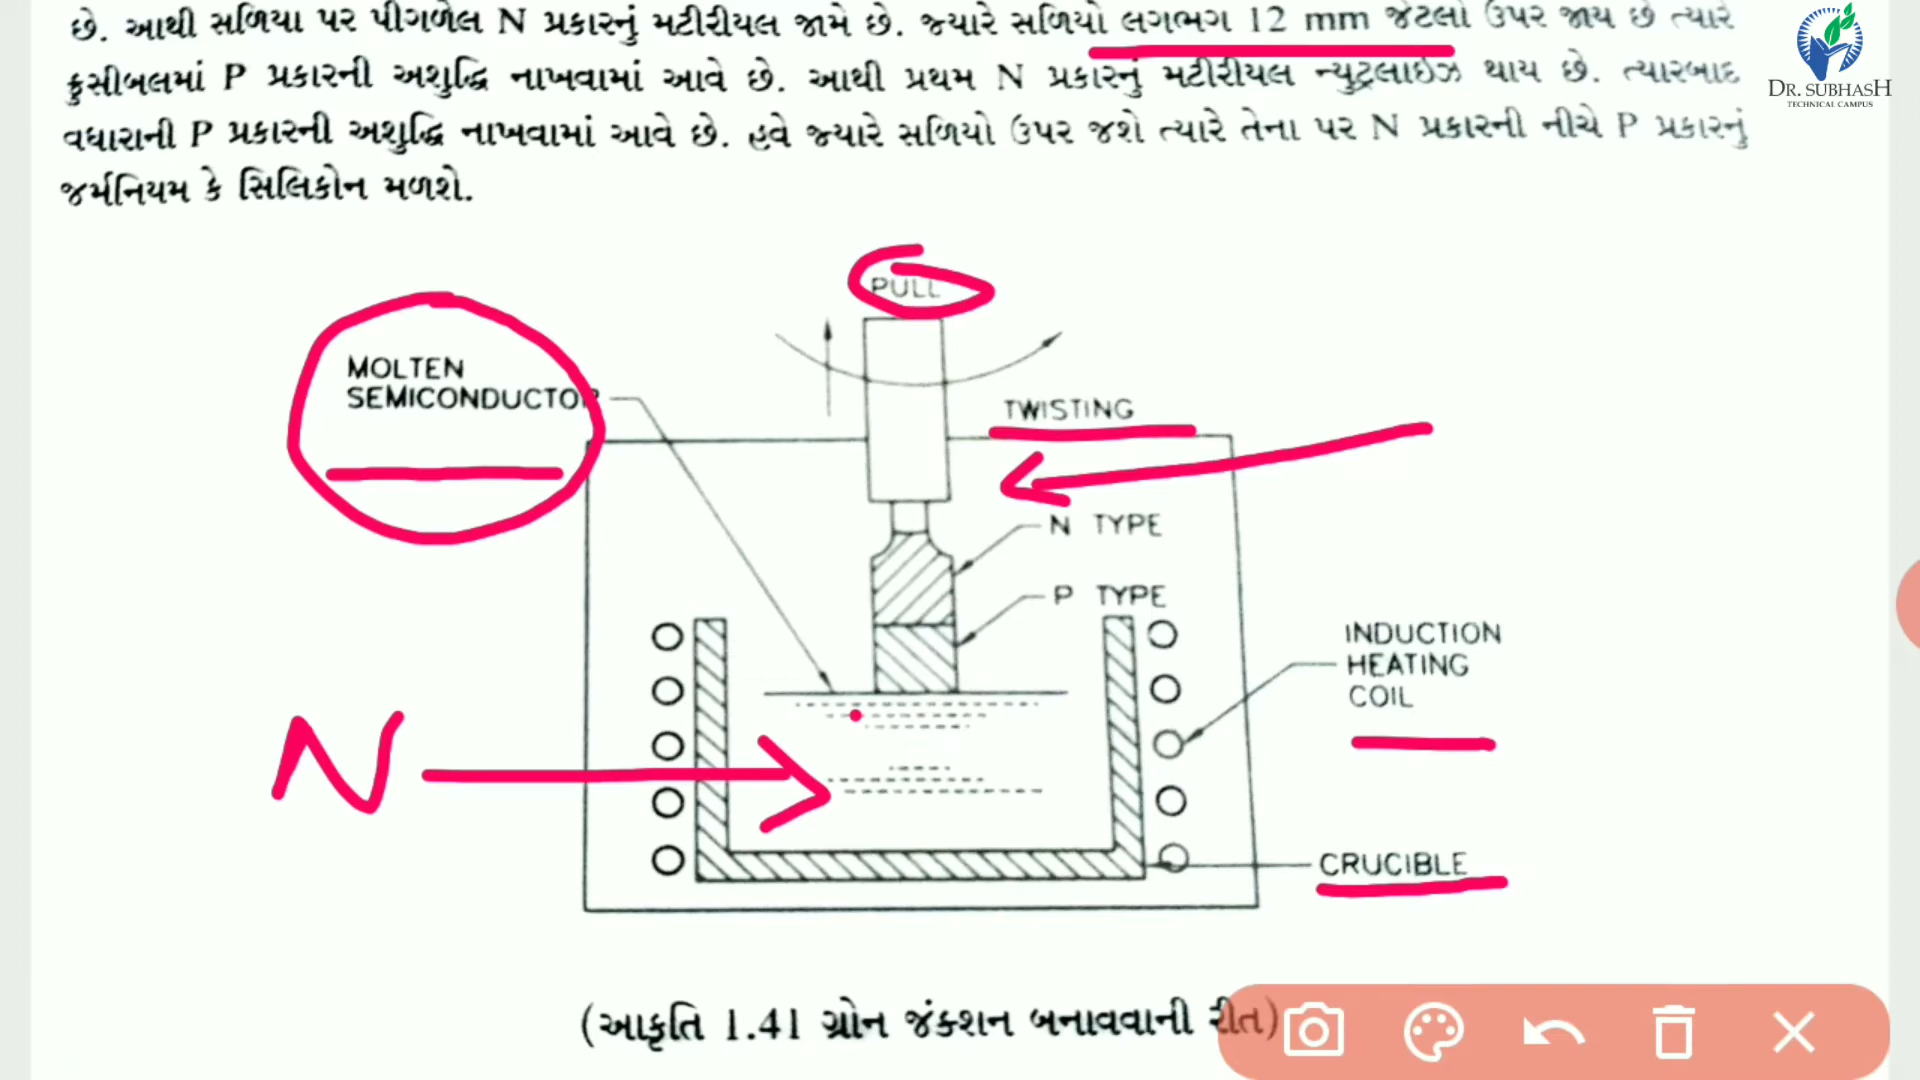 છે. આથી સળિયા પર પીગળેલ N પ્રકારનું મટીરીયલ જામે છે. જ્યારે સળિયો લગભગ 12 mm જેટલો ઉપર જાય છે ત્યારે
ક્રુસીબલમાં P પ્રકારની અશુદ્ધિ નાખવામાં આવે છે. આથી પ્રથમ N પ્રકારનું મટીરીયલ ન્યુટ્રલાઇઝ થાય છે. ત્યારબાદ
વધારાની P પ્રકારની અશુદ્ધિ નાખવામાં આવે છે. હવે જ્યારે સળિયો ઉપર જશે ત્યારે તેના પર N પ્રકારની નીચે P પ્રકારનું
જર્મનિયમ કે સિલિકોન મળશે.
DR. SUBHASH
TECHNICAL CAMPUS
PULL
MOLTEN
SEMICONDUCTOR
TWISTING
N TYPE
P TYPE
INDUCTION
HEATING
COIL
N
CRUCIBLE
(આકૃતિ 1.41 ગ્રોન જંક્શન બનાવવાની રીત)